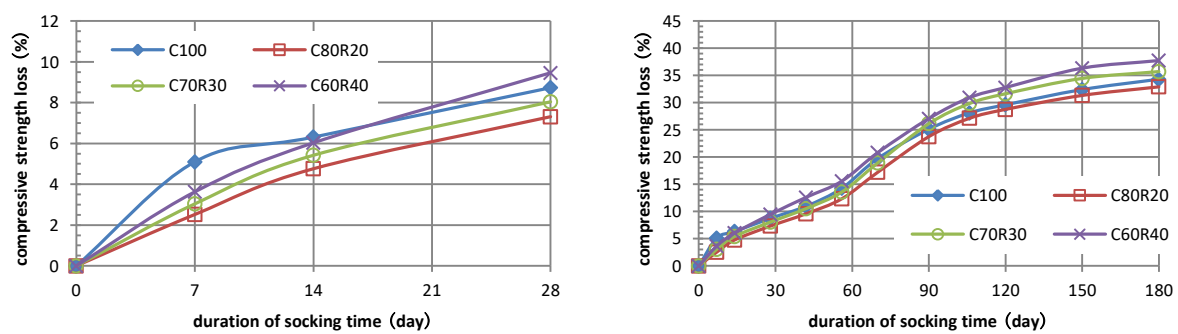 compressive strength loss (%)
12
10
8
6
4
2
0
C100
C80R20
C70R30
C60R40
0 7 14 21 28
duration of socking time (day)
compressive strength loss (%)
45
40
35
30
25
20
15
10
5
0
C100
C80R20
C70R30
C60R40
0 30 60 90 120 150 180
duration of socking time (day)